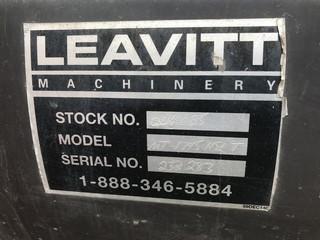 LEAVITT
MACHINERY
STOCK NO.
MODEL
SERIAL NO.
1-888-346-5884